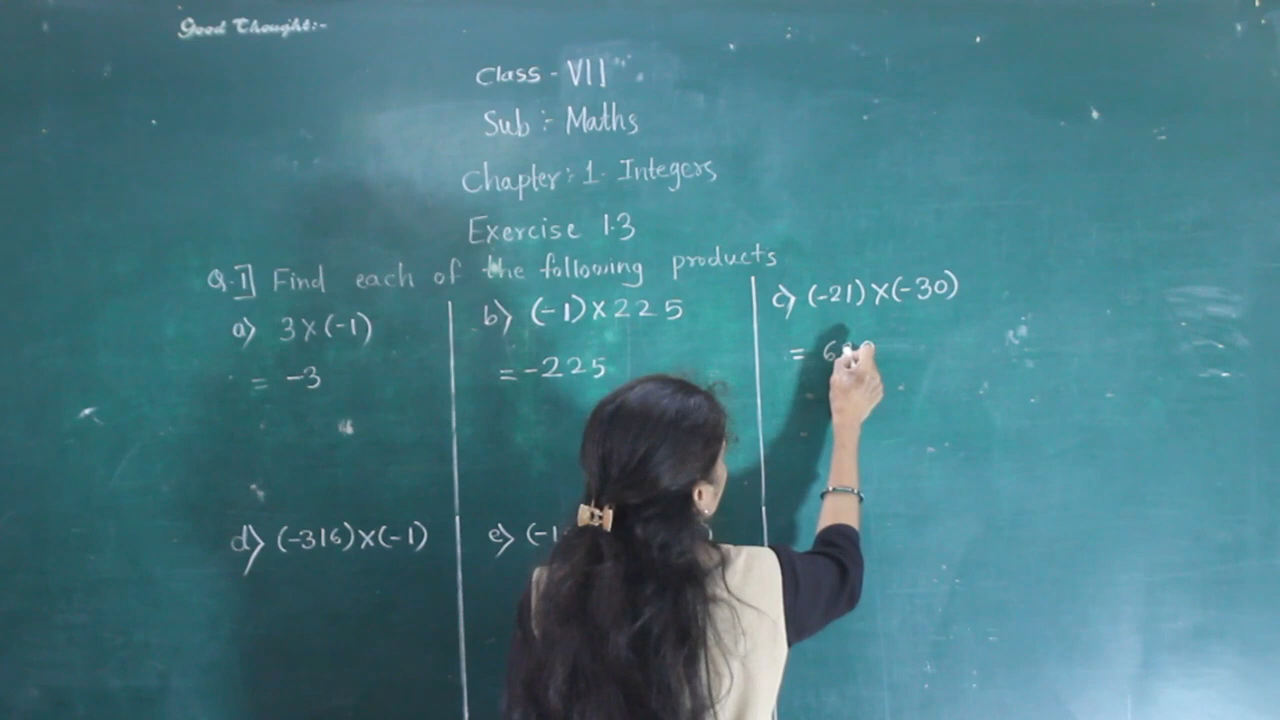 Good Thought:-
Class - VII
Sub :- Maths
Chapter: 1. Integers
Exercise 1.3
Q.1] Find each of the following products
a) 3×(-1)
= -3
b) (-1)×225
= -225
c) (-21)×(-30)
= 6
d) (-316)×(-1)
e) (-1